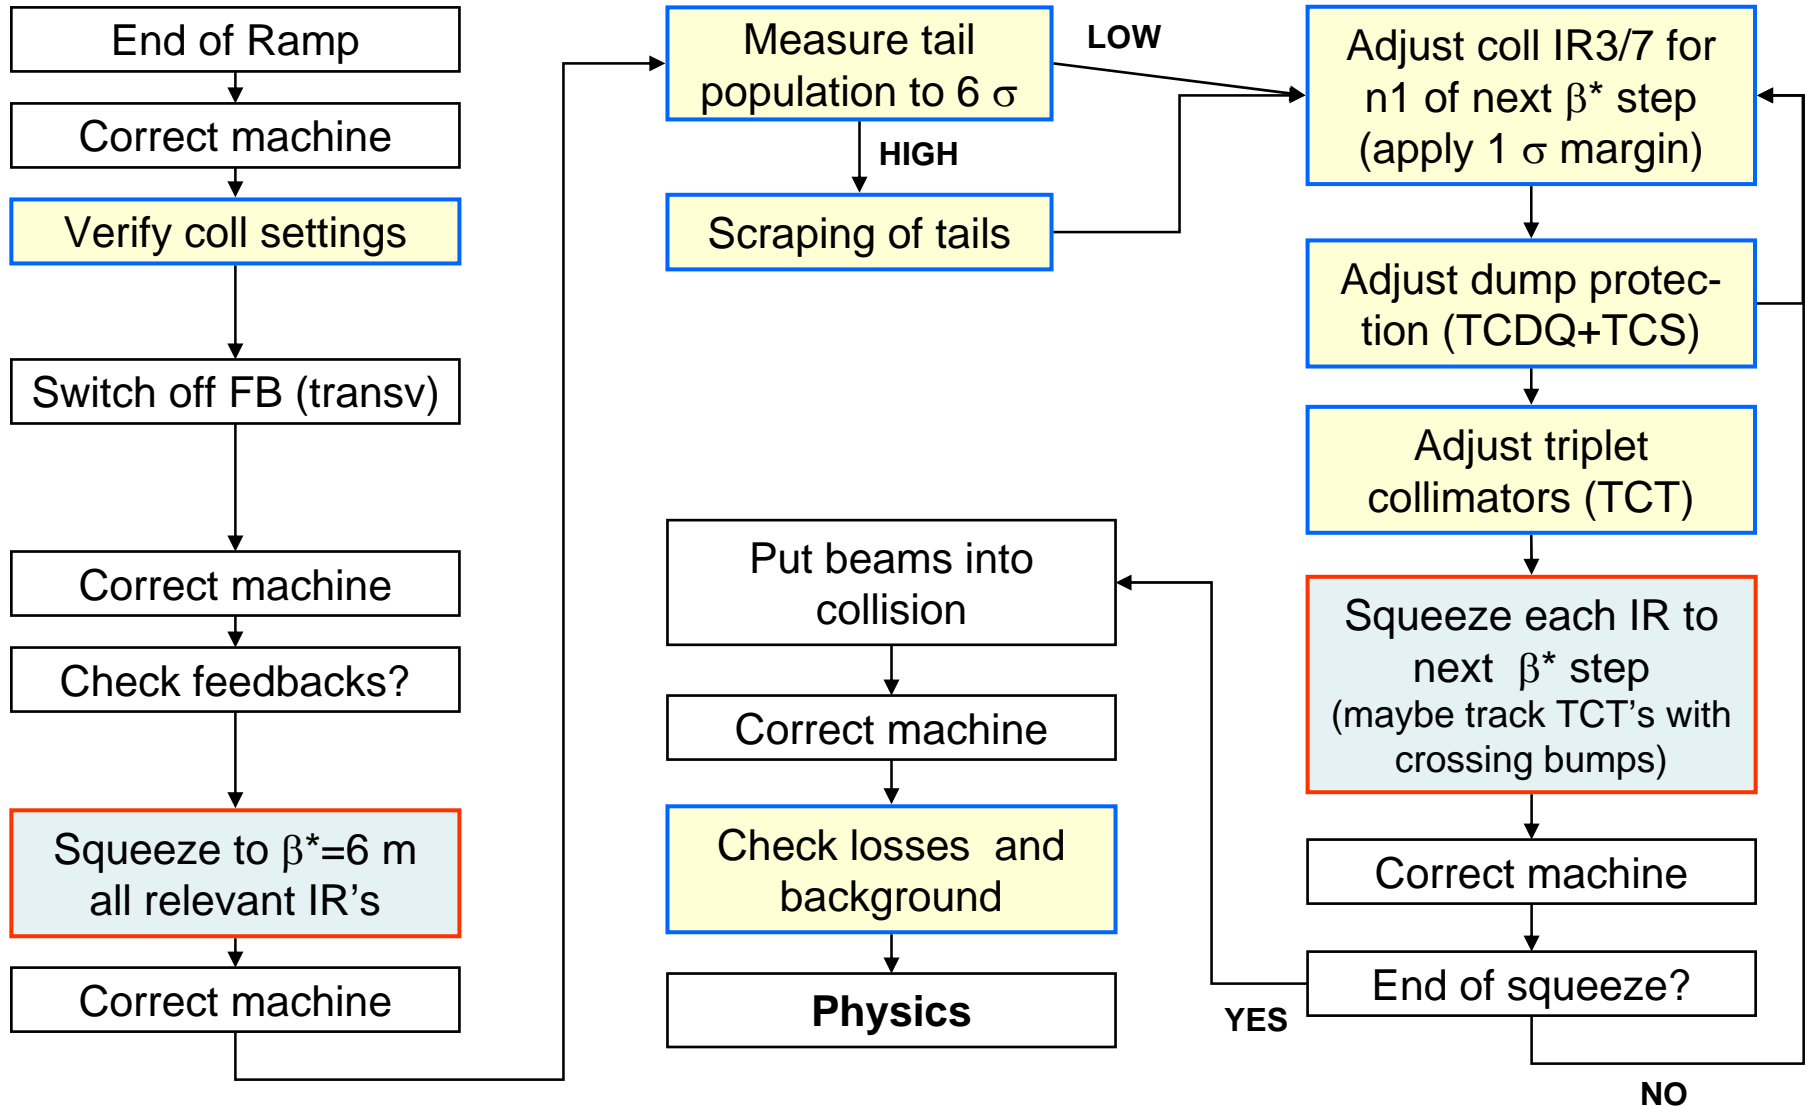 End of Ramp
Correct machine
Verify coll settings
Switch off FB (transv)
Correct machine
Check feedbacks?
Squeeze to β*=6 m
all relevant IR's
Correct machine
Measure tail
population to 6 σ
LOW
HIGH
Scraping of tails
Adjust coll IR3/7 for
n1 of next β* step
(apply 1 σ margin)
Adjust dump protec-
tion (TCDQ+TCS)
Adjust triplet
collimators (TCT)
Squeeze each IR to
next β* step
(maybe track TCT's with
crossing bumps)
Correct machine
End of squeeze?
YES
NO
Put beams into
collision
Correct machine
Check losses and
background
Physics